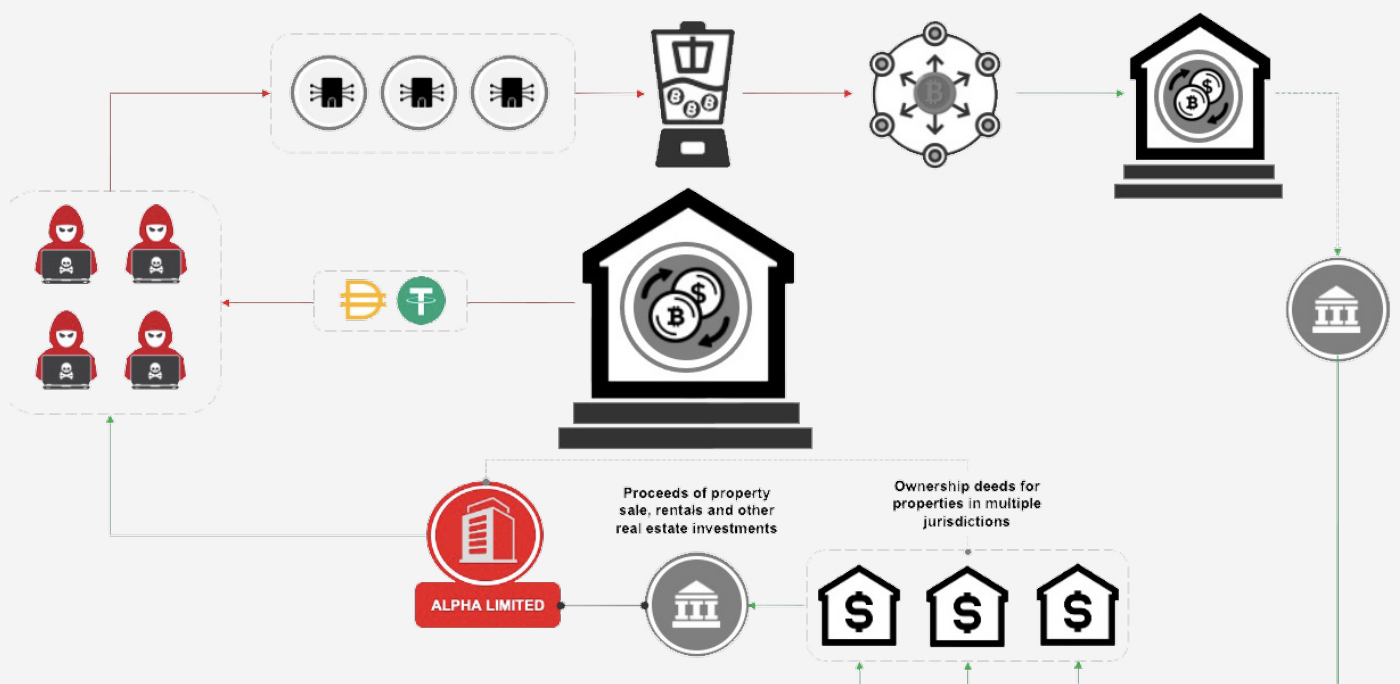 Proceeds of property
sale, rentals and other
real estate investments
Ownership deeds for
properties in multiple
jurisdictions
ALPHA LIMITED